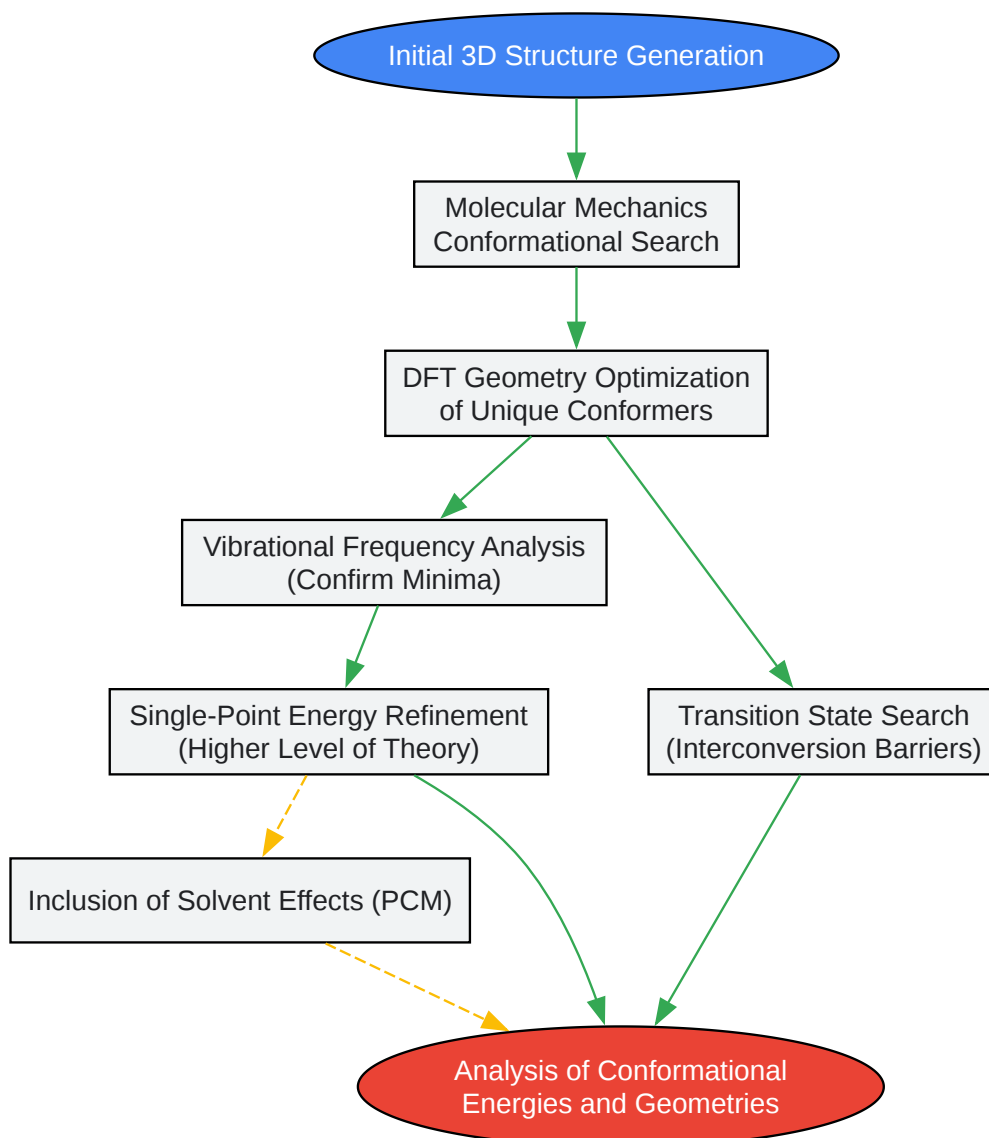 Initial 3D Structure Generation
Molecular Mechanics
Conformational Search
DFT Geometry Optimization
of Unique Conformers
Vibrational Frequency Analysis
(Confirm Minima)
Single-Point Energy Refinement
(Higher Level of Theory)
Transition State Search
(Interconversion Barriers)
Inclusion of Solvent Effects (PCM)
Analysis of Conformational
Energies and Geometries